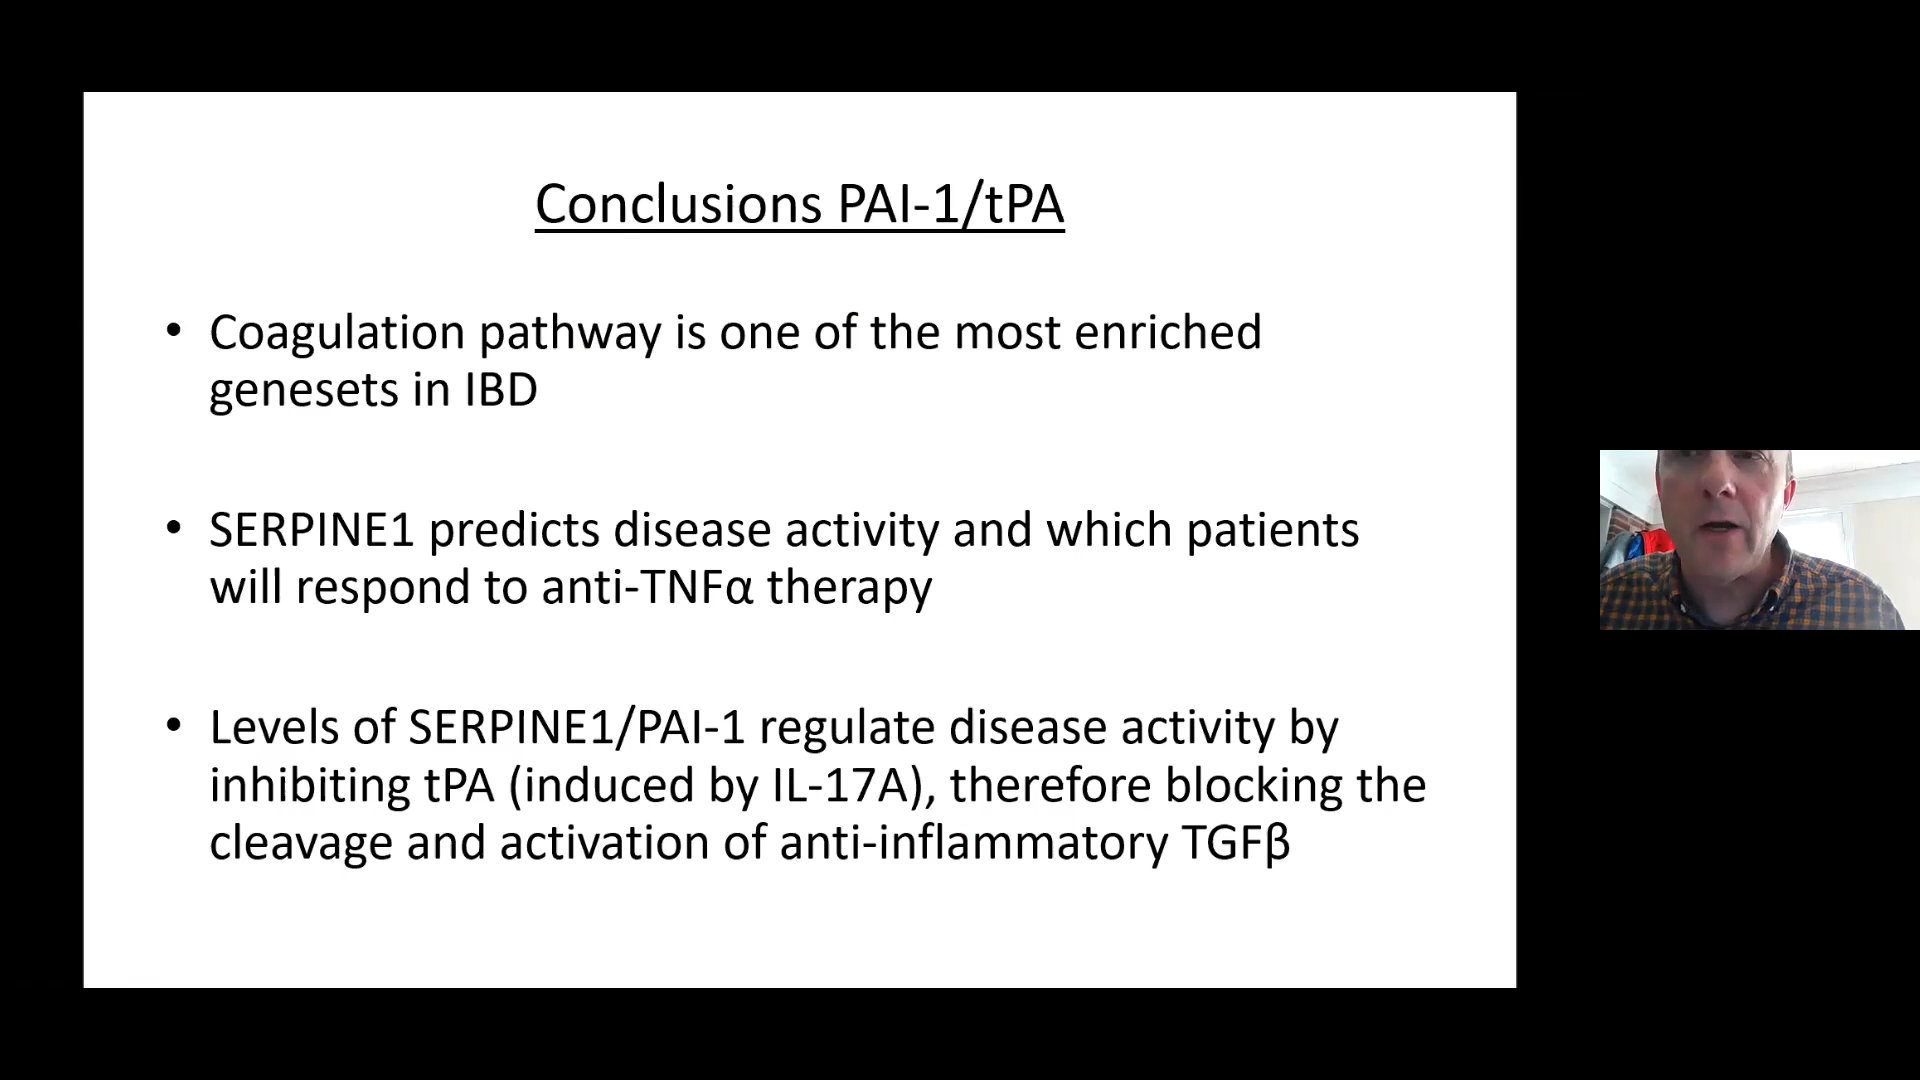 Conclusions PAI-1/tPA
• Coagulation pathway is one of the most enriched
genesets in IBD
• SERPINE1 predicts disease activity and which patients
will respond to anti-TNFα therapy
• Levels of SERPINE1/PAI-1 regulate disease activity by
inhibiting tPA (induced by IL-17A), therefore blocking the
cleavage and activation of anti-inflammatory TGFβ